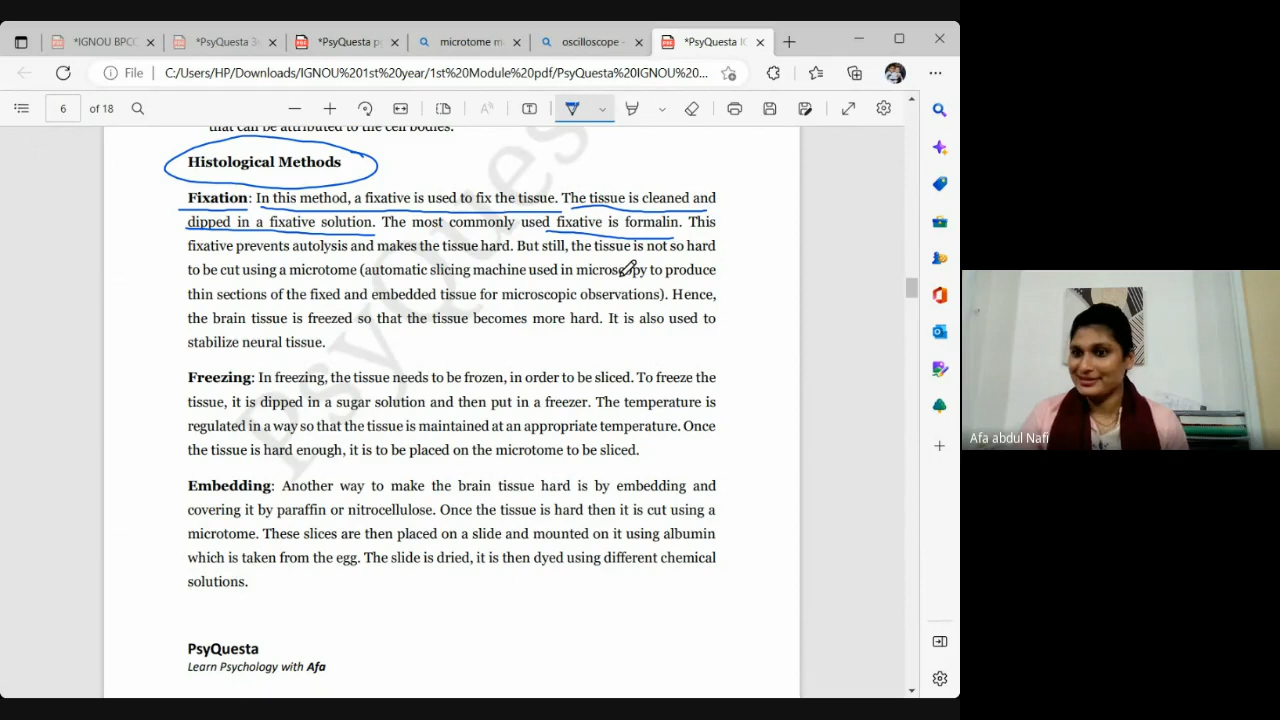 *IGNOU BPCC
*PsyQuesta 3
*PsyQuesta p
microtome m
oscilloscope -
*PsyQuesta I
File
C:/Users/HP/Downloads/IGNOU%201st%20year/1st%20Module%20pdf/PsyQuesta%20IGNOU%20...
6 of 18
that can be attributed to the cell bodies.
Histological Methods
Fixation: In this method, a fixative is used to fix the tissue. The tissue is cleaned and
dipped in a fixative solution. The most commonly used fixative is formalin. This
fixative prevents autolysis and makes the tissue hard. But still, the tissue is not so hard
to be cut using a microtome (automatic slicing machine used in microscopy to produce
thin sections of the fixed and embedded tissue for microscopic observations). Hence,
the brain tissue is freezed so that the tissue becomes more hard. It is also used to
stabilize neural tissue.
Freezing: In freezing, the tissue needs to be frozen, in order to be sliced. To freeze the
tissue, it is dipped in a sugar solution and then put in a freezer. The temperature is
regulated in a way so that the tissue is maintained at an appropriate temperature. Once
the tissue is hard enough, it is to be placed on the microtome to be sliced.
Embedding: Another way to make the brain tissue hard is by embedding and
covering it by paraffin or nitrocellulose. Once the tissue is hard then it is cut using a
microtome. These slices are then placed on a slide and mounted on it using albumin
which is taken from the egg. The slide is dried, it is then dyed using different chemical
solutions.
PsyQuesta
Learn Psychology with Afa
PsyQues
Afa abdul Nafi